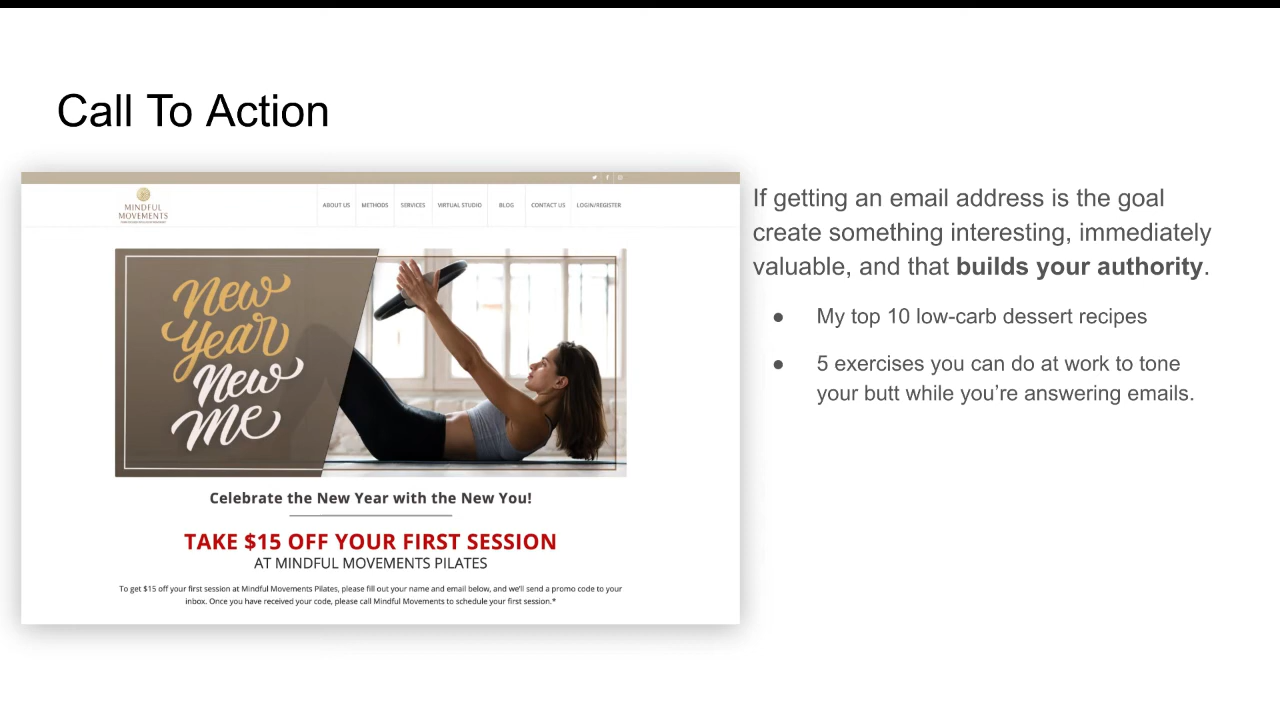 Call To Action
MINDFUL
MOVEMENTS
ABOUT US METHODS SERVICES VIRTUAL STUDIO BLOG CONTACT US LOGIN/REGISTER
New
Year
New
Me
Celebrate the New Year with the New You!
TAKE $15 OFF YOUR FIRST SESSION
AT MINDFUL MOVEMENTS PILATES
To get $15 off your first session at Mindful Movements Pilates, please fill out your name and email below, and we'll send a promo code to your
inbox. Once you have received your code, please call Mindful Movements to schedule your first session.*
If getting an email address is the goal
create something interesting, immediately
valuable, and that builds your authority.
● My top 10 low-carb dessert recipes
● 5 exercises you can do at work to tone
your butt while you’re answering emails.